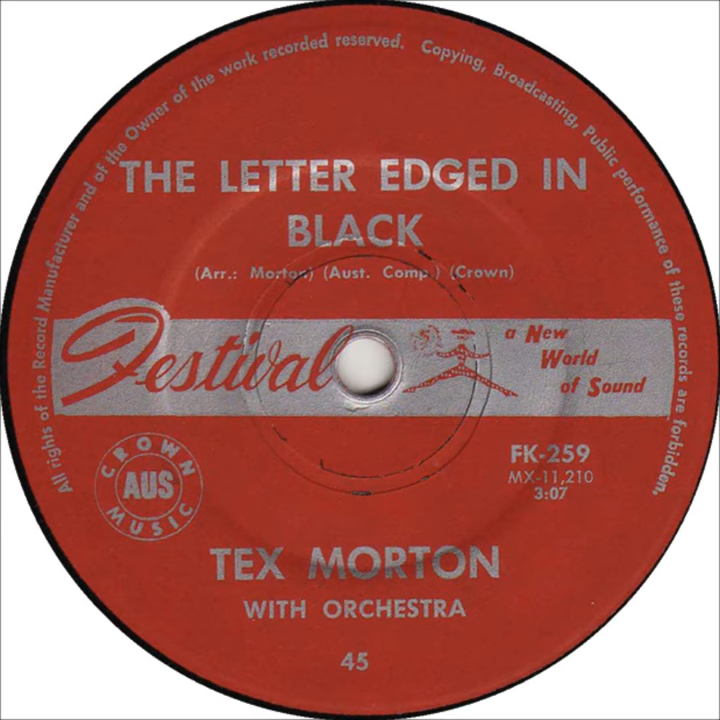 All rights of the Record Manufacturer and of the Owner of the work recorded reserved. Copying, Broadcasting, Public performance of these records are forbidden.
THE LETTER EDGED IN
BLACK
(Arr.: Morton) (Aust. Comp.) (Crown)
Festival
a New
World
of Sound
CROWN
AUS
MUSIC
FK-259
MX-11,210
3:07
TEX MORTON
WITH ORCHESTRA
45